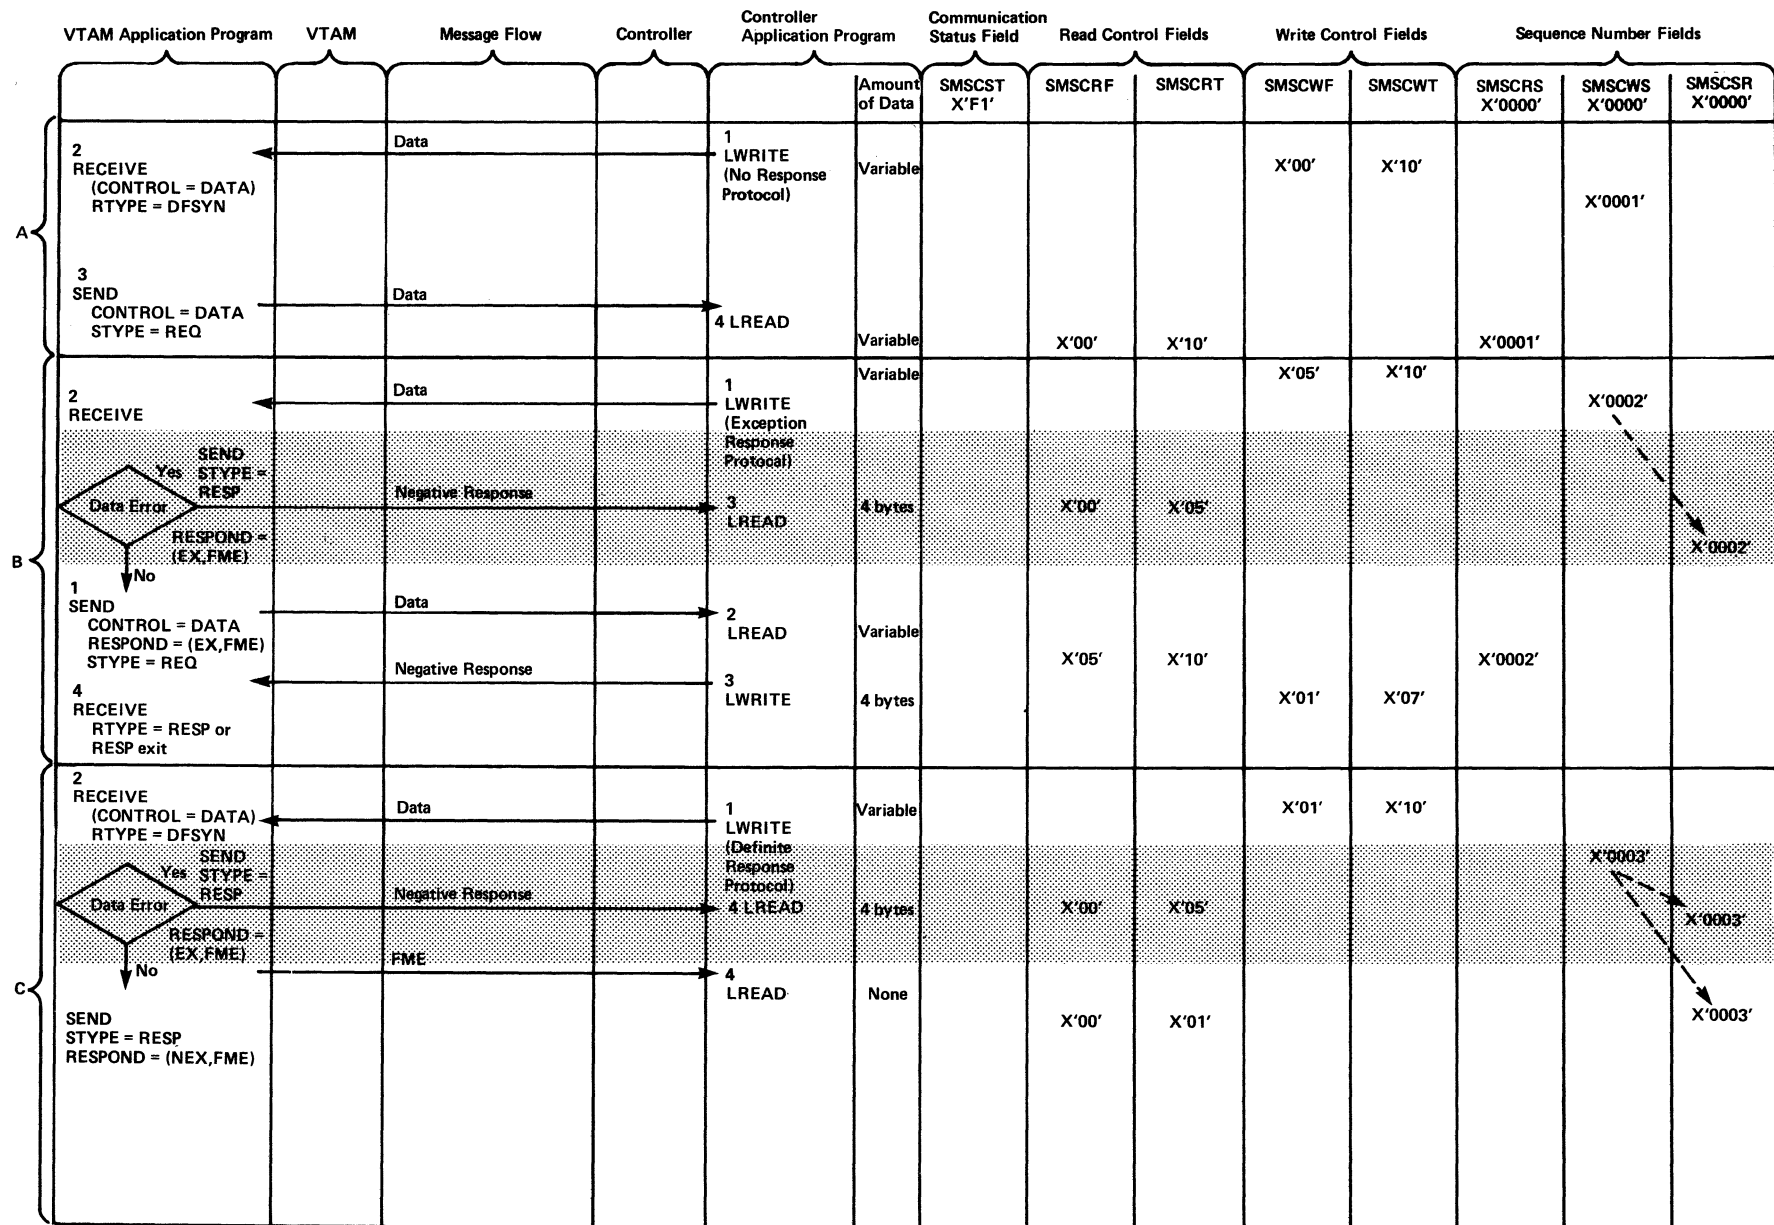 VTAM Application Program VTAM Message Flow Controller Controller Application Program Communication Status Field Read Control Fields Write Control Fields Sequence Number Fields
Amount of Data SMSCST X'F1' SMSCRF SMSCRT SMSCWF SMSCWT SMSCRS X'0000' SMSCWS X'0000' SMSCSR X'0000'
A
2
RECEIVE
(CONTROL = DATA)
RTYPE = DFSYN
Data
1
LWRITE
(No Response
Protocol)
Variable
X'00' X'10'
X'0001'
3
SEND
CONTROL = DATA
STYPE = REQ
Data
4 LREAD
Variable
X'00' X'10' X'0001'
B
2
RECEIVE
Data
1
LWRITE
(Exception
Response
Protocal)
Variable
X'05' X'10'
X'0002'
Yes
SEND
STYPE =
RESP
Data Error
RESPOND =
(EX,FME)
No
Negative Response
3
LREAD
4 bytes
X'00' X'05'
X'0002'
1
SEND
CONTROL = DATA
RESPOND = (EX,FME)
STYPE = REQ
Data
2
LREAD
Variable
X'05' X'10' X'0002'
4
RECEIVE
RTYPE = RESP or
RESP exit
Negative Response
3
LWRITE
4 bytes
X'01' X'07'
C
2
RECEIVE
(CONTROL = DATA)
RTYPE = DFSYN
Data
1
LWRITE
(Definite
Response
Protocol)
Variable
X'01' X'10'
X'0003'
Yes
SEND
STYPE =
RESP
Data Error
RESPOND =
(EX,FME)
No
Negative Response
4 LREAD
4 bytes
X'00' X'05'
X'0003'
FME
4
LREAD
None
X'00' X'01'
X'0003'
SEND
STYPE = RESP
RESPOND = (NEX,FME)